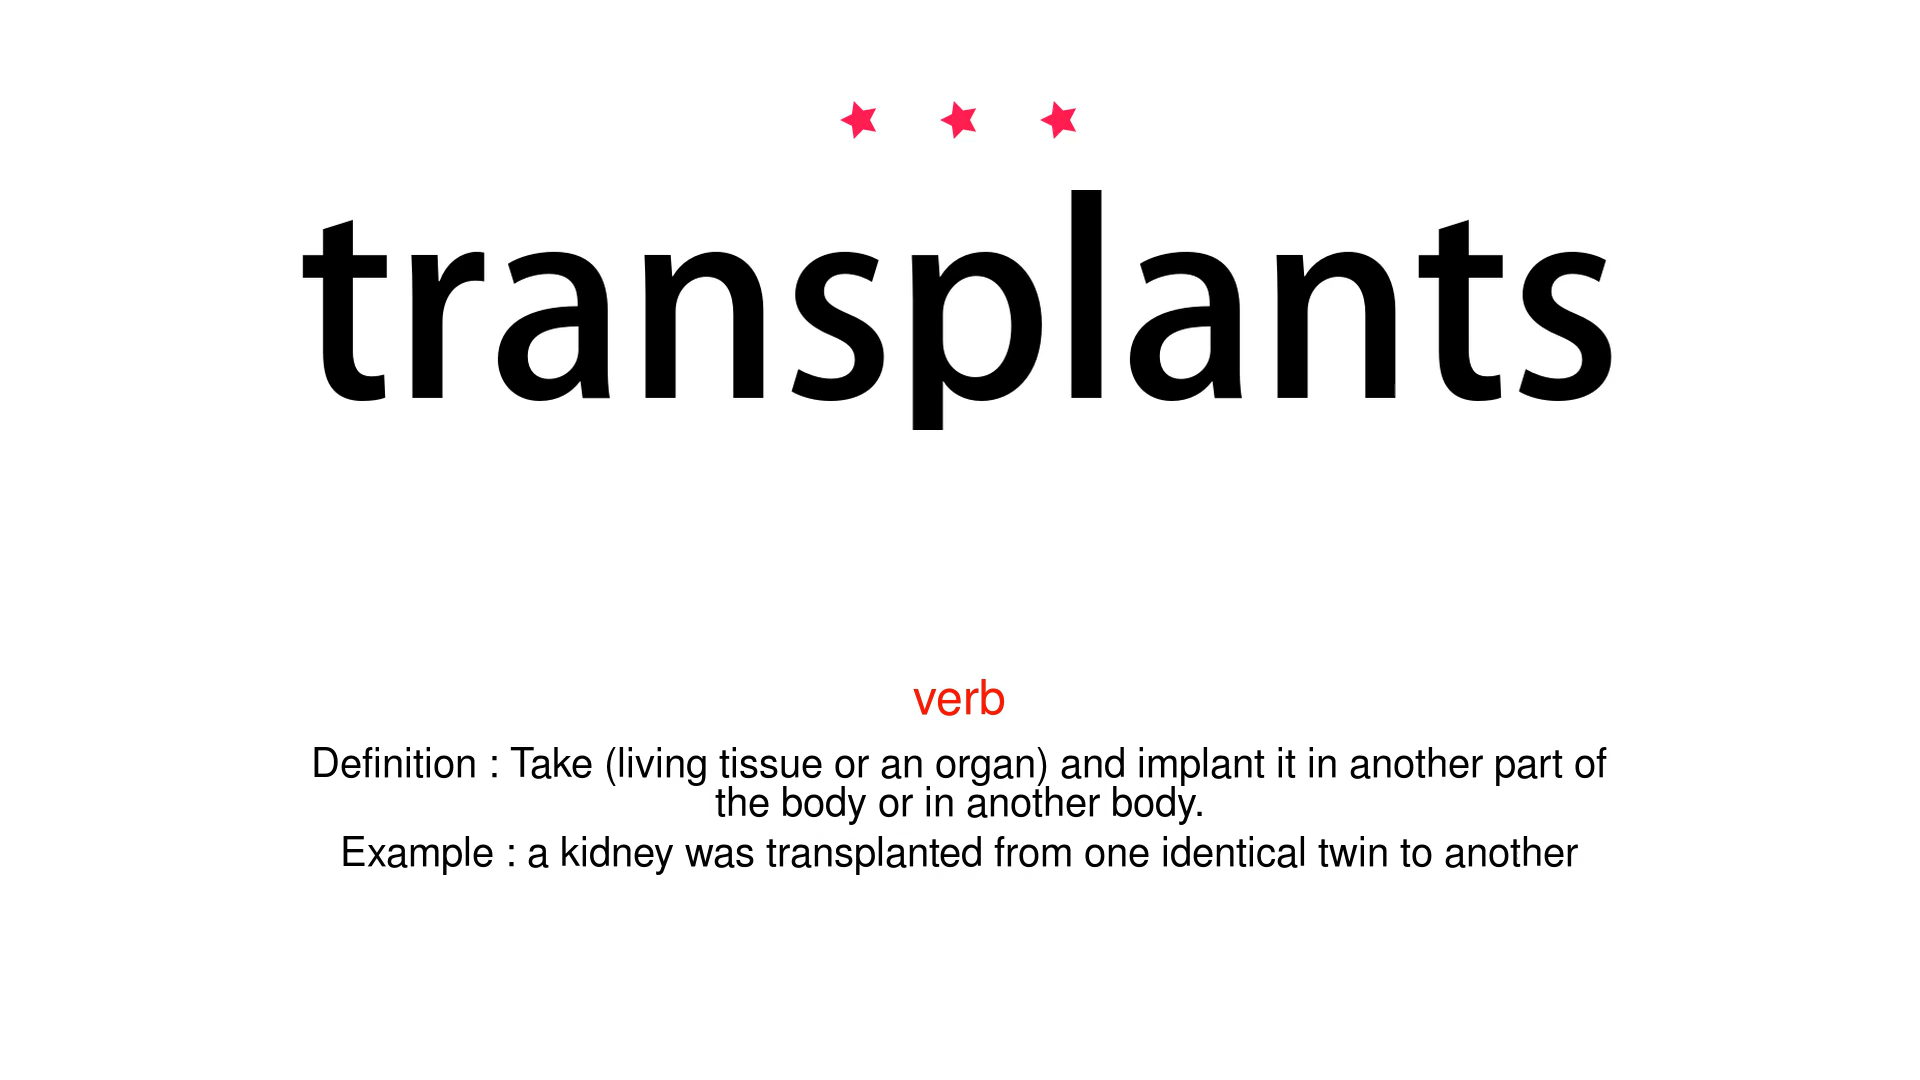 transplants
verb
Definition : Take (living tissue or an organ) and implant it in another part of
the body or in another body.
Example : a kidney was transplanted from one identical twin to another